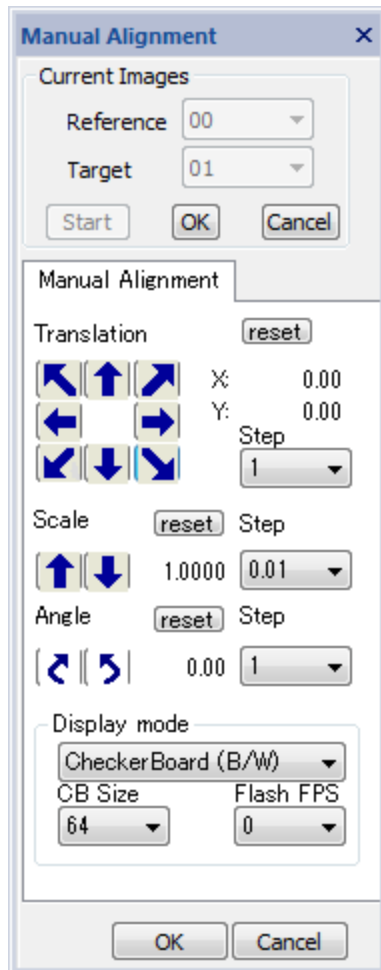 Manual Alignment
Current Images
Reference 00
Target 01
Start OK Cancel
Manual Alignment
Translation reset
X: 0.00
Y: 0.00
Step
1
Scale reset Step
1.0000 0.01
Angle reset Step
0.00 1
Display mode
CheckerBoard (B/W)
CB Size Flash FPS
64 0
OK Cancel